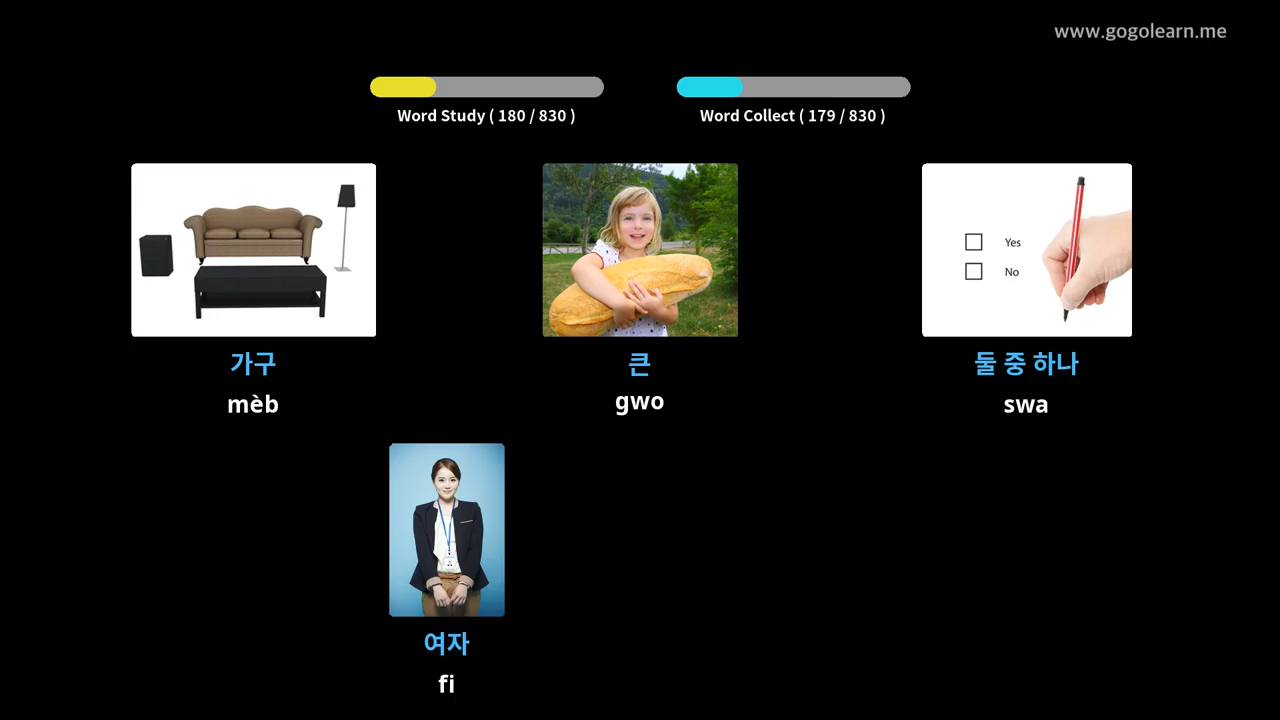 www.gogolearn.me
Word Study ( 180 / 830 )
Word Collect ( 179 / 830 )
Yes
No
가구
mèb
큰
gwo
둘 중 하나
swa
여자
fi